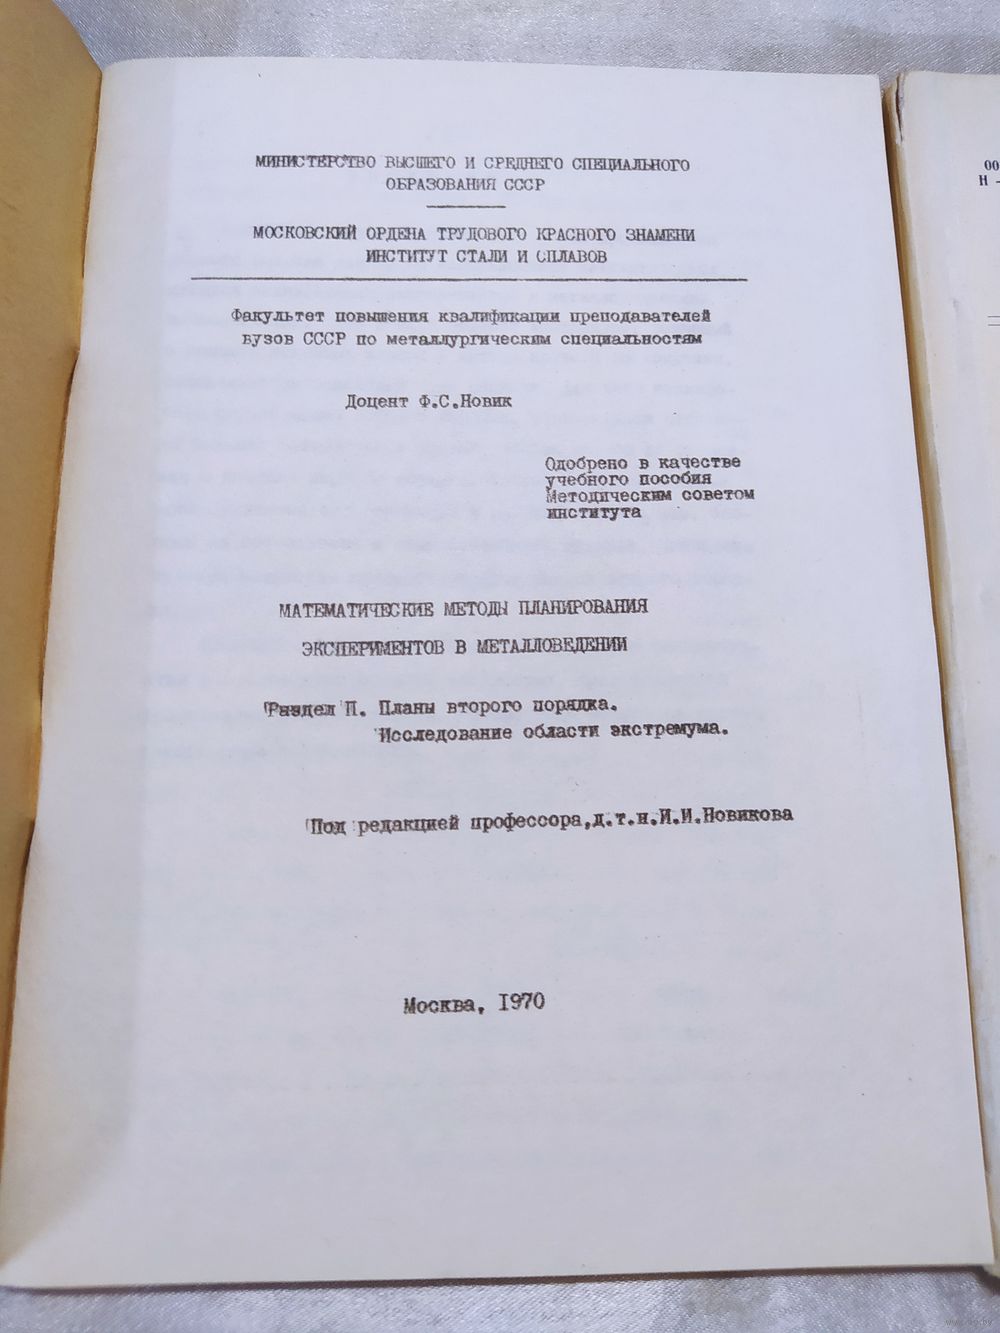 МИНИСТЕРСТВО ВЫСШЕГО И СРЕДНЕГО СПЕЦИАЛЬНОГО
ОБРАЗОВАНИЯ СССР
МОСКОВСКИЙ ОРДЕНА ТРУДОВОГО КРАСНОГО ЗНАМЕНИ
ИНСТИТУТ СТАЛИ И СПЛАВОВ
Факультет повышения квалификации преподавателей
вузов СССР по металлургическим специальностям
Доцент Ф.С.Новик
Одобрено в качестве
учебного пособия
Методическим советом
института
МАТЕМАТИЧЕСКИЕ МЕТОДЫ ПЛАНИРОВАНИЯ
ЭКСПЕРИМЕНТОВ В МЕТАЛЛОВЕДЕНИИ
Раздел П. Планы второго порядка.
Исследование области экстремума.
Под редакцией профессора,д.т.н.И.И.Новикова
Москва, 1970
00
Н -